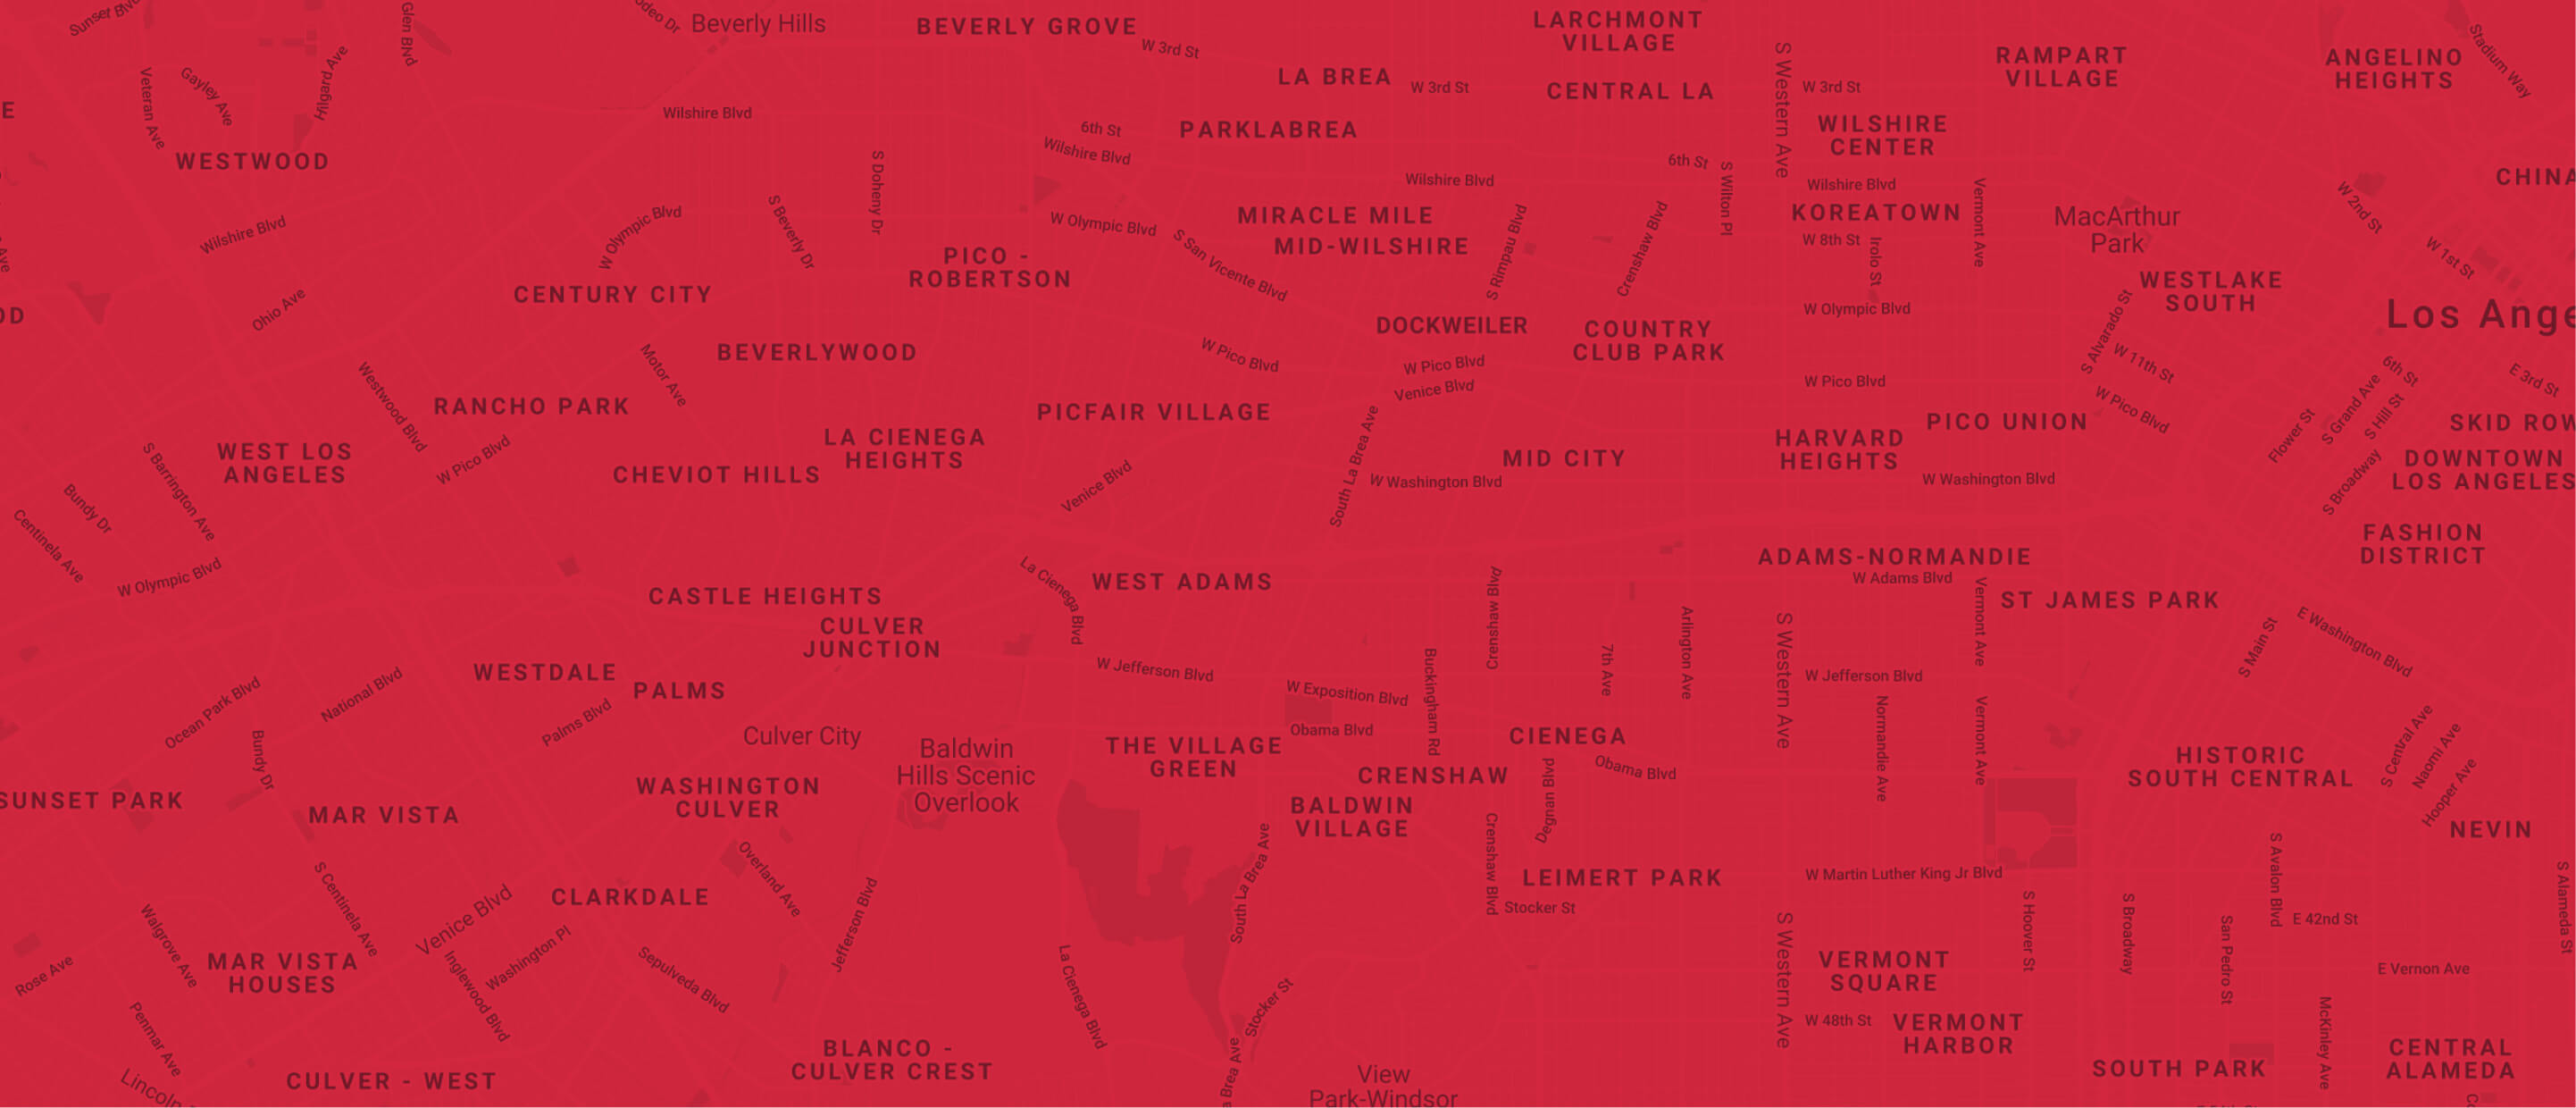 Sunset Blvd
Glen Blvd
Beverly Hills
BEVERLY GROVE
W 3rd St
LARCHMONT
VILLAGE
RAMPART
VILLAGE
ANGELINO
HEIGHTS
Stadium Way
Veteran Ave
Gayley Ave
Hilgard Ave
LA BREA
W 3rd St
CENTRAL LA
S Western Ave
W 3rd St
Wilshire Blvd
6th St
PARKLABREA
WILSHIRE
CENTER
WESTWOOD
Wilshire Blvd
6th St
S Wilton Pl
CHINA
S Doheny Dr
Wilshire Blvd
Wilshire Blvd
Vermont Ave
W 2nd St
Wilshire Blvd
W Olympic Blvd
S Beverly Dr
W Olympic Blvd
MIRACLE MILE
MID-WILSHIRE
S Rimpau Blvd
Crenshaw Blvd
KOREATOWN
W 8th St
Irolo St
MacArthur
Park
W 1st St
S San Vicente Blvd
PICO -
ROBERTSON
CENTURY CITY
WESTLAKE
SOUTH
Ohio Ave
W Olympic Blvd
Los Ange
DOCKWEILER
COUNTRY
CLUB PARK
S Alvarado St
W 11th St
BEVERLYWOOD
W Pico Blvd
W Pico Blvd
Venice Blvd
W Pico Blvd
W Pico Blvd
6th St
E 3rd St
Westwood Blvd
Motor Ave
RANCHO PARK
PICFAIR VILLAGE
South La Brea Ave
PICO UNION
Flower St
S Grand Ave
S Hill St
SKID ROW
WEST LOS
ANGELES
W Pico Blvd
LA CIENEGA
HEIGHTS
CHEVIOT HILLS
MID CITY
HARVARD
HEIGHTS
DOWNTOWN
LOS ANGELES
S Barrington Ave
Venice Blvd
W Washington Blvd
W Washington Blvd
S Broadway
Bundy Dr
Centinela Ave
FASHION
DISTRICT
W Olympic Blvd
La Cienega Blvd
WEST ADAMS
ADAMS-NORMANDIE
W Adams Blvd
CASTLE HEIGHTS
Crenshaw Blvd
Vermont Ave
ST JAMES PARK
CULVER
JUNCTION
7th Ave
Arlington Ave
S Western Ave
S Main St
E Washington Blvd
WESTDALE
PALMS
W Jefferson Blvd
W Exposition Blvd
Buckingham Rd
W Jefferson Blvd
Ocean Park Blvd
National Blvd
Palms Blvd
Obama Blvd
CIENEGA
Normandie Ave
Vermont Ave
Bundy Dr
Culver City
Baldwin
Hills Scenic
Overlook
THE VILLAGE
GREEN
CRENSHAW
Obama Blvd
HISTORIC
SOUTH CENTRAL
S Central Ave
Naomi Ave
Hooper Ave
SUNSET PARK
MAR VISTA
WASHINGTON
CULVER
BALDWIN
VILLAGE
Degnan Blvd
NEVIN
Overland Ave
South La Brea Ave
Crenshaw Blvd
LEIMERT PARK
W Martin Luther King Jr Blvd
S Avalon Blvd
S Alameda St
S Centinela Ave
CLARKDALE
Jefferson Blvd
Stocker St
S Western Ave
S Hoover St
S Broadway
San Pedro St
E 42nd St
Walgrove Ave
Venice Blvd
Washington Pl
MAR VISTA
HOUSES
Rose Ave
Inglewood Blvd
Sepulveda Blvd
La Cienega Blvd
VERMONT
SQUARE
E Vernon Ave
Stocker St
W 48th St
VERMONT
HARBOR
McKinley Ave
Penmar Ave
BLANCO -
CULVER CREST
CENTRAL
ALAMEDA
CULVER - WEST
Brea Ave
View
Park-Windsor
SOUTH PARK